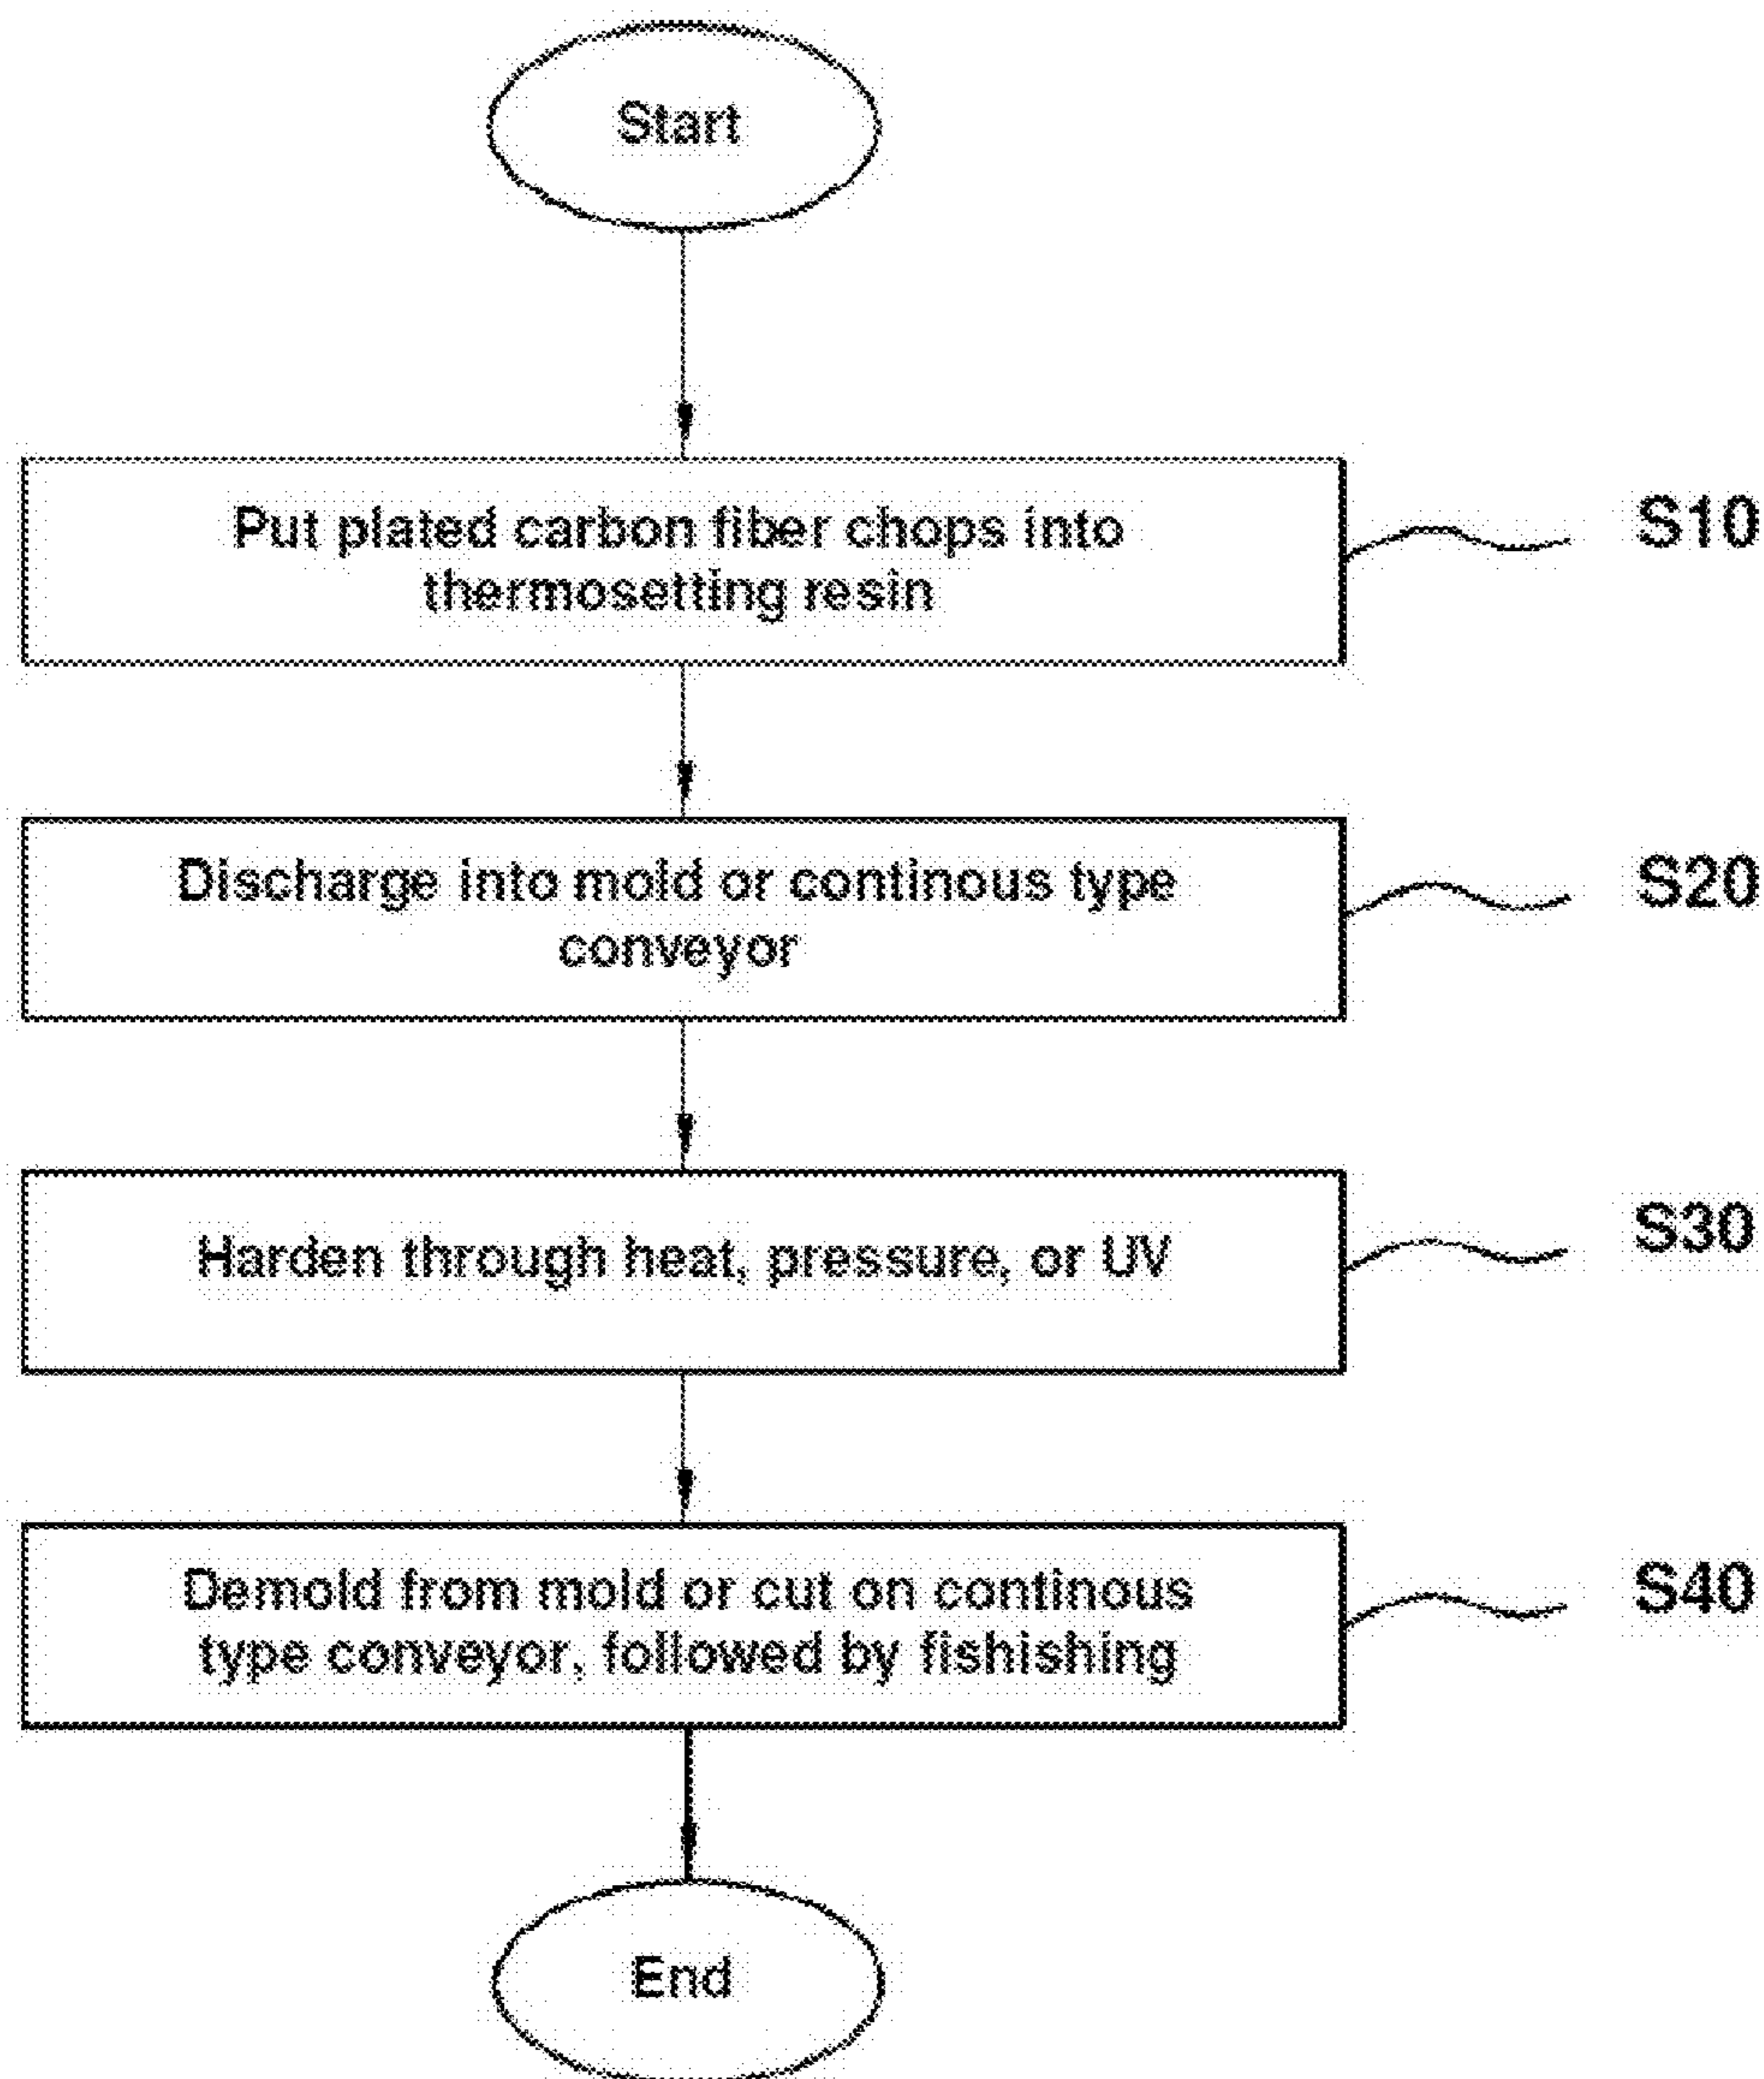 Start
Put plated carbon fiber chops into
thermosetting resin
S10
Discharge into mold or continous type
conveyor
S20
Harden through heat, pressure, or UV
S30
Demold from mold or cut on continous
type conveyor, followed by fishishing
S40
End